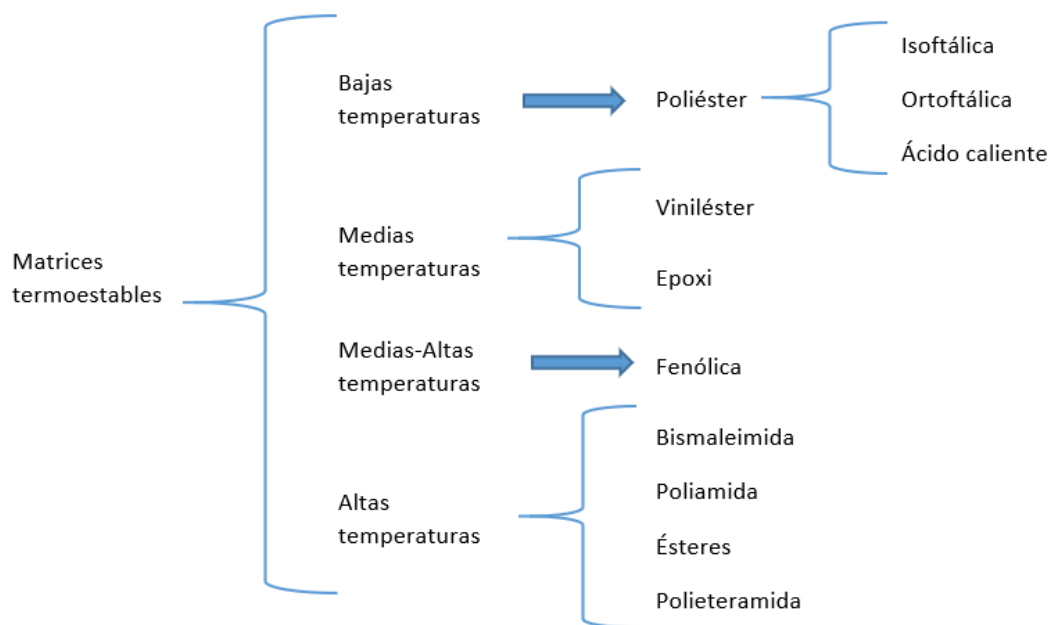 Matrices
termoestables
Bajas
temperaturas
Poliéster
Isoftálica
Ortoftálica
Ácido caliente
Medias
temperaturas
Viniléster
Epoxi
Medias-Altas
temperaturas
Fenólica
Altas
temperaturas
Bismaleimida
Poliamida
Ésteres
Polieteramida